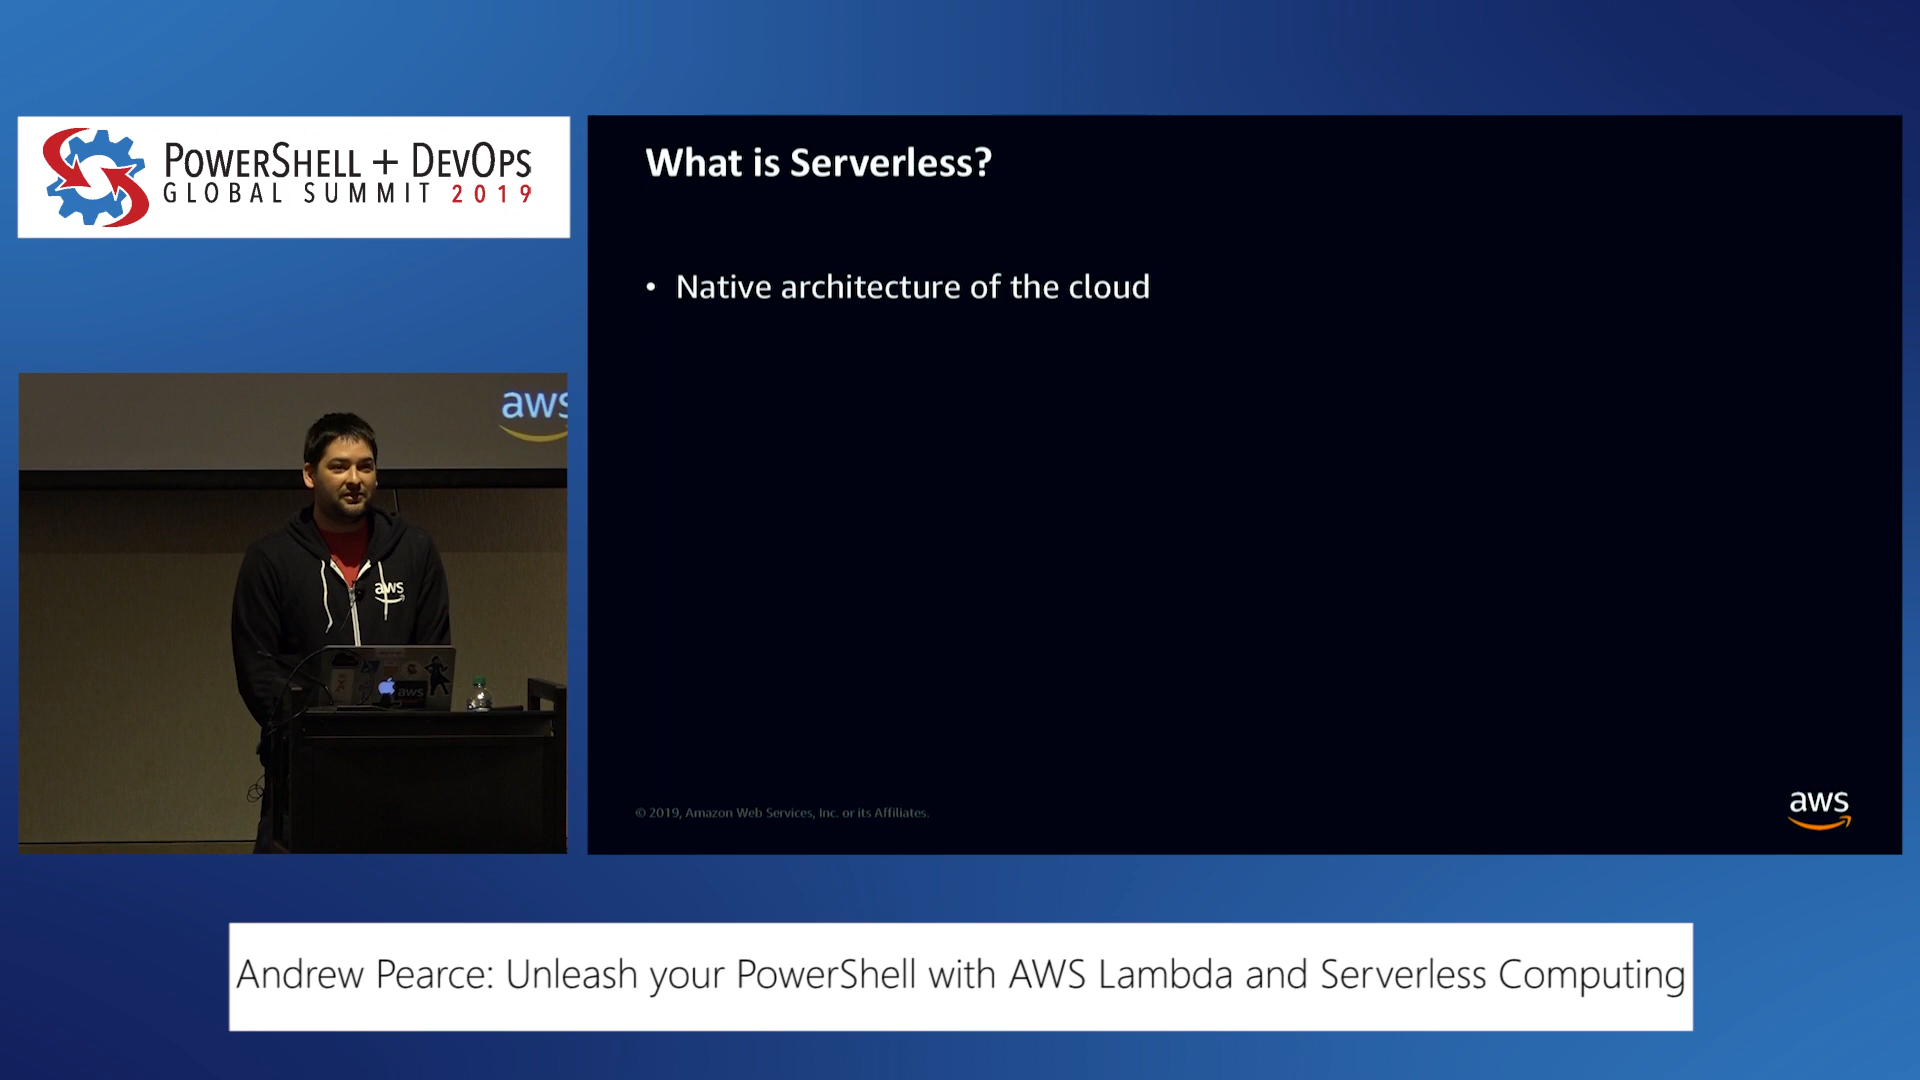 POWERSHELL + DEVOPS
GLOBAL SUMMIT 2019
What is Serverless?
• Native architecture of the cloud
aws
aws
aws
© 2019, Amazon Web Services, Inc. or its Affiliates.
aws
Andrew Pearce: Unleash your PowerShell with AWS Lambda and Serverless Computing